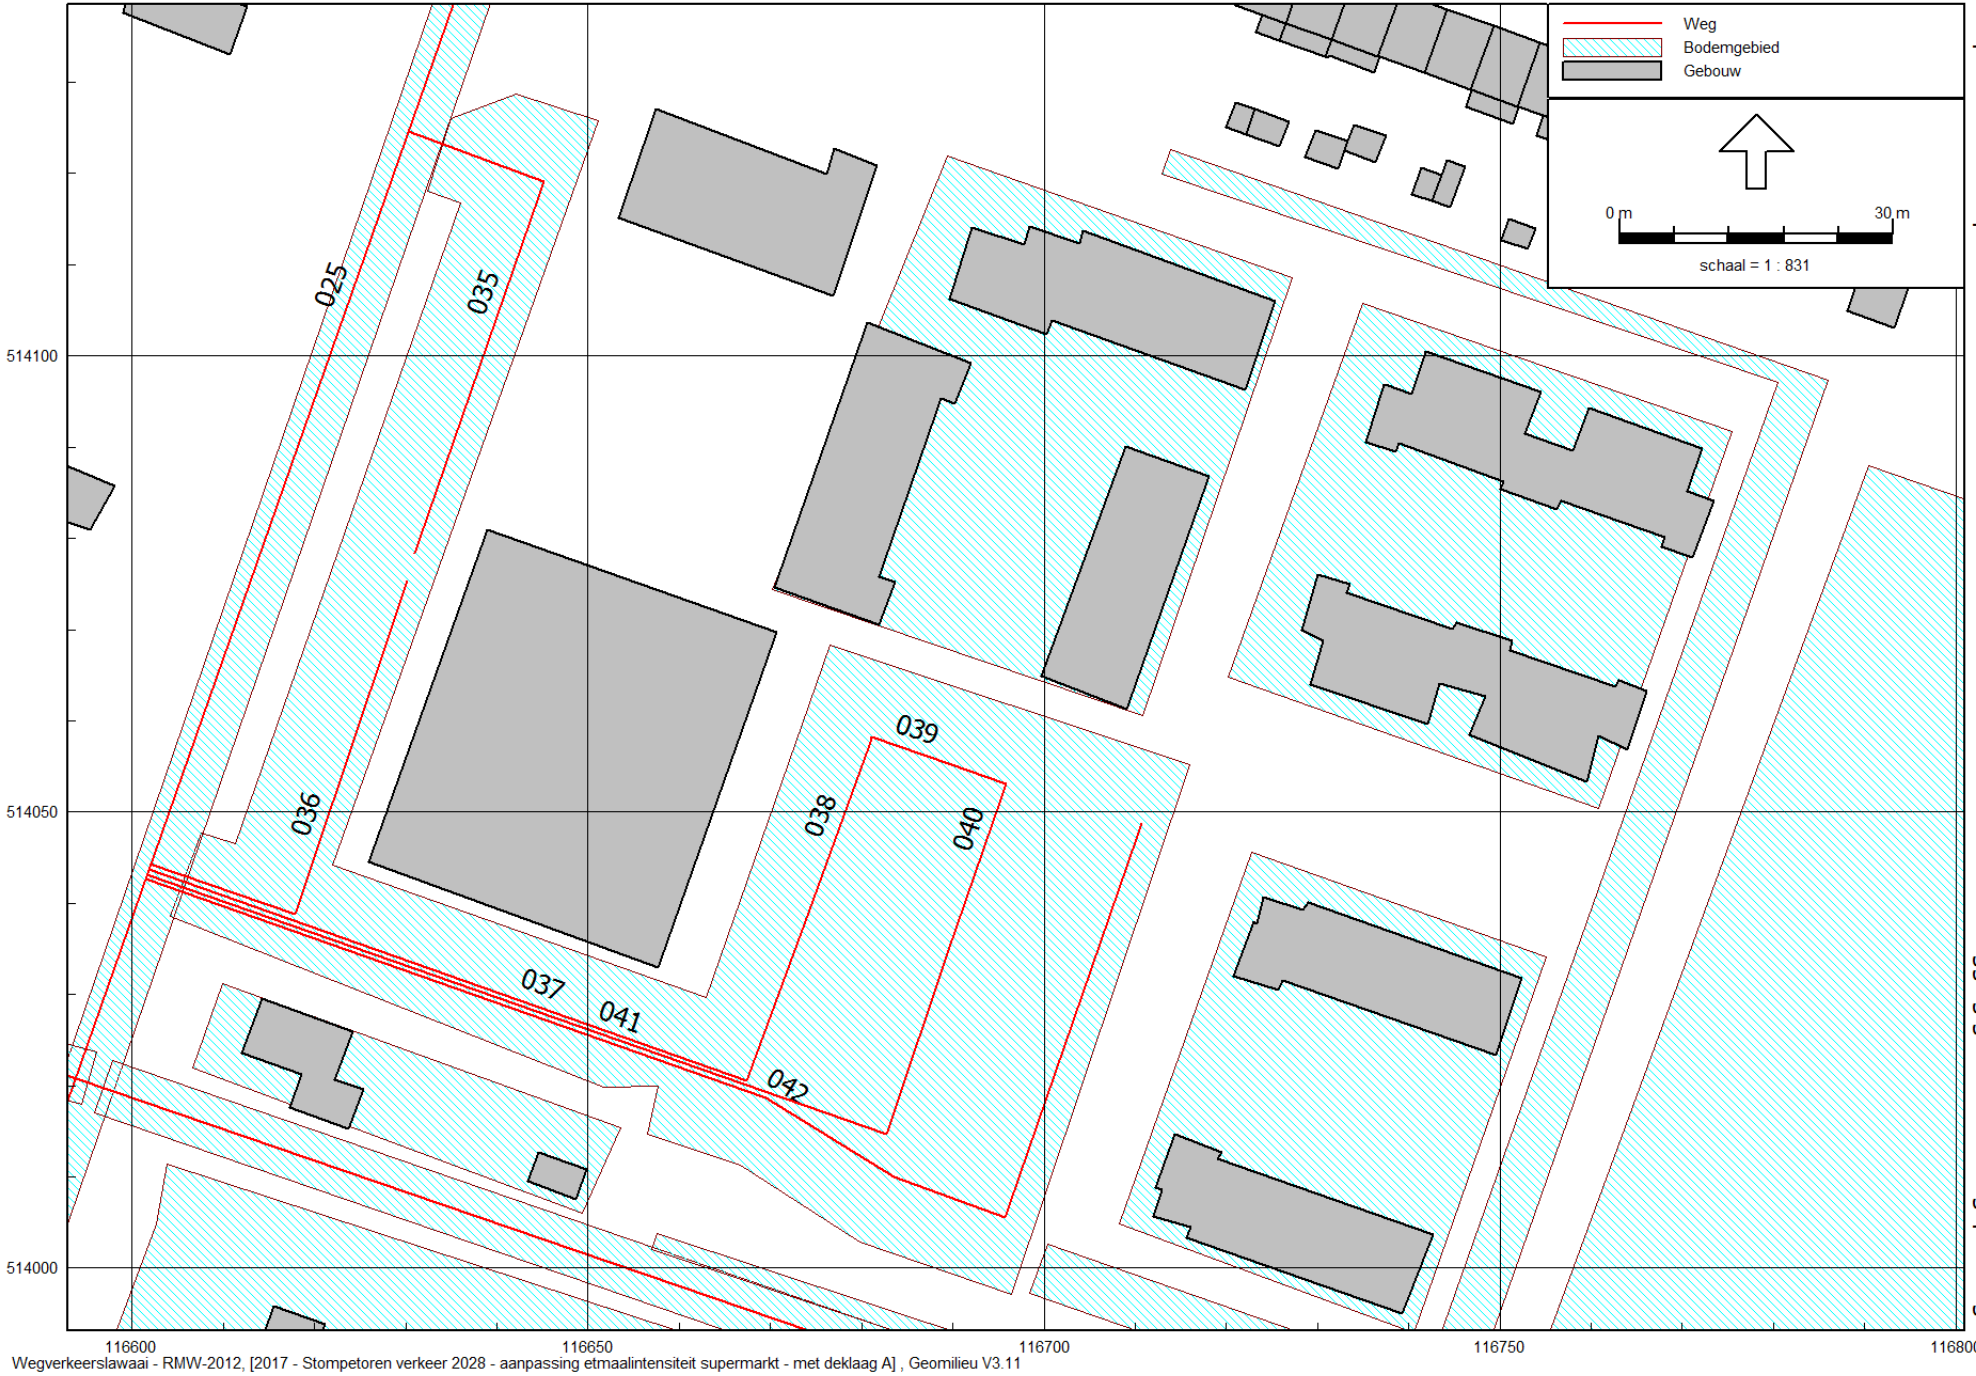 Weg
Bodemgebied
Gebouw
0 m 30 m
schaal = 1 : 831
025
035
514100
039
036
038
040
514050
037
041
042
514000
116600 116650 116700 116750 116800
Wegverkeerslawaai - RMW-2012, [2017 - Stompetoren verkeer 2028 - aanpassing etmaalintensiteit supermarkt - met deklaag A] , Geomilieu V3.11